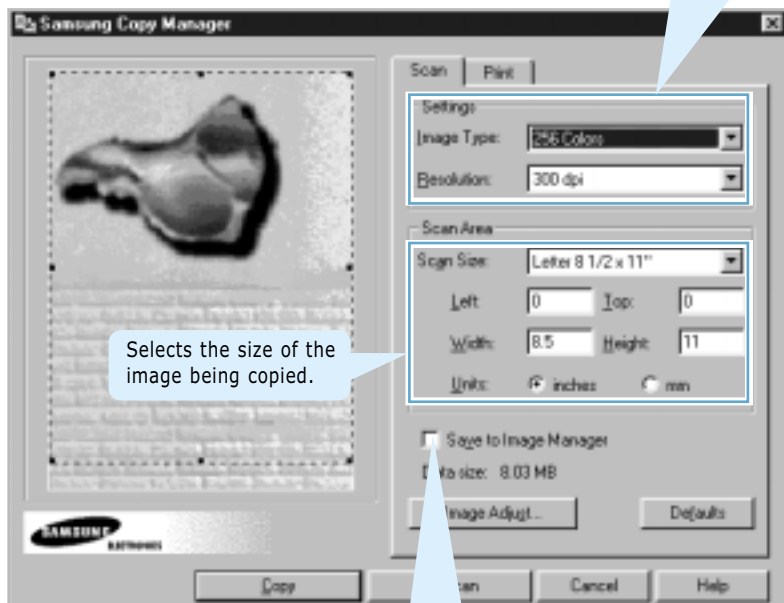 Samsung Copy Manager
Scan Print
Settings
Image Type: 256 Colors
Resolution: 300 dpi
Scan Area
Scan Size: Letter 8 1/2 x 11"
Left: 0 Top: 0
Width: 8.5 Height: 11
Units: inches mm
Selects the size of the
image being copied.
Save to Image Manager
size: 8.03 MB
Image Adjust... Defaults
SAMSUNG
ELECTRONICS
Copy Cancel Help